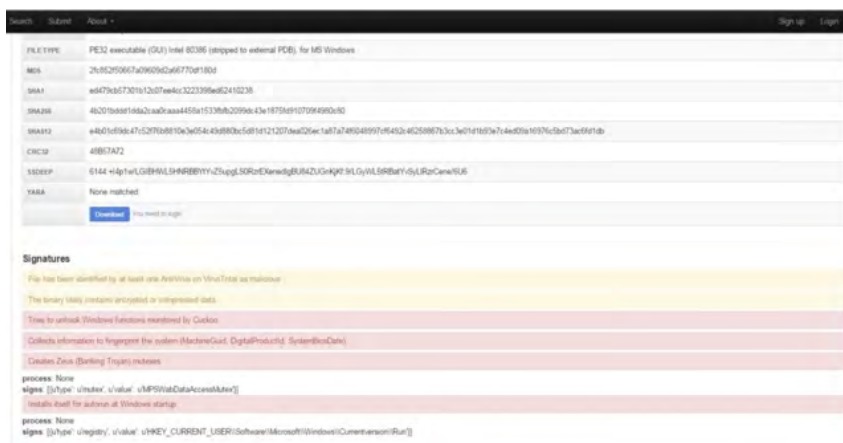 Search Submit About
Sign up Login
FILE TYPE PE32 executable (GUI) Intel 80386 (stripped to external PDB), for MS Windows
MD5
SHA1
SHA256
SHA512
CRC32 46B67A72
SSDEEP
YARA None matched
Download You need to login
Signatures
File has been identified by at least one AntiVirus on VirusTotal as malicious
The binary likely contains encrypted or compressed data.
Tries to unhook Windows functions monitored by Cuckoo
Collects information to fingerprint the system (MachineGuid, DigitalProductId, SystemBiosDate)
Creates Zeus (Banking Trojan) mutexes
process: None
signs: [{u'type': u'mutex', u'value': u'MPSWabDataAccessMutex'}]
Installs itself for autorun at Windows startup
process: None
signs: [{u'type': u'registry', u'value': u'HKEY_CURRENT_USER\\Software\\Microsoft\\Windows\\Currentversion\\Run'}]